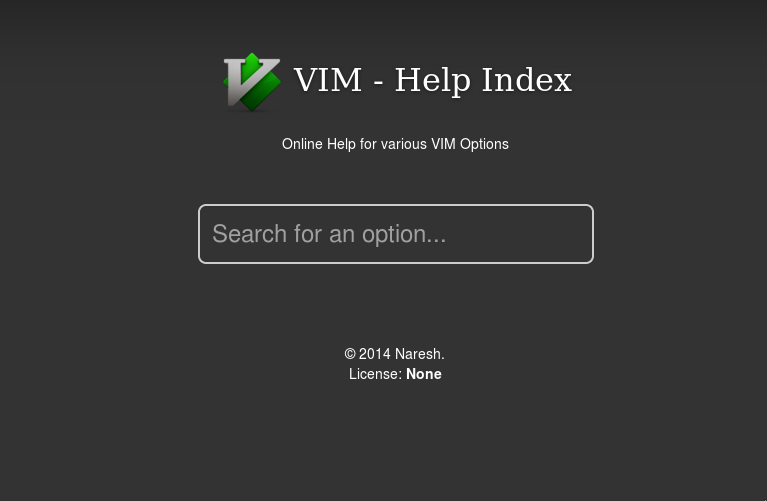 VIM - Help Index
Online Help for various VIM Options
Search for an option...
© 2014 Naresh.
License: None